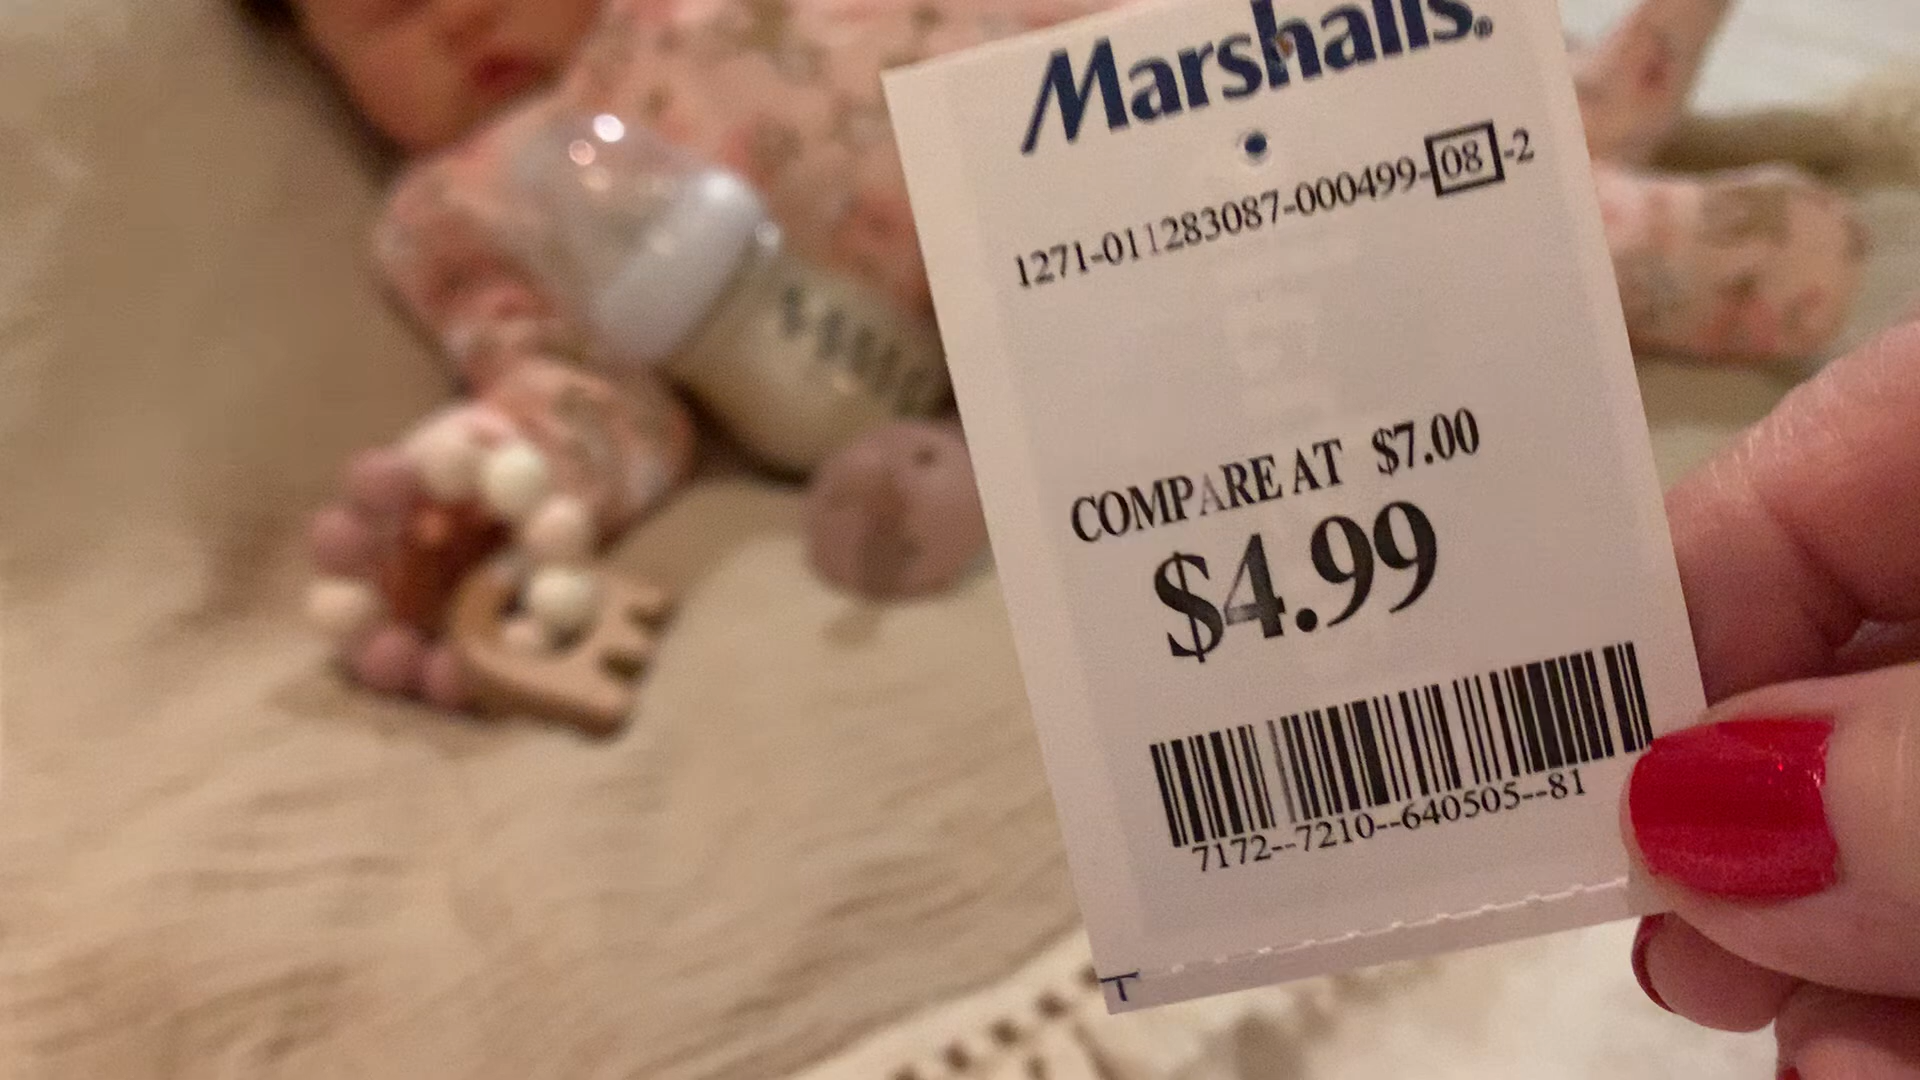 Marshalls®
1271-011283087-000499-08-2
COMPARE AT $7.00
$4.99
7172--7210--640505--81
T